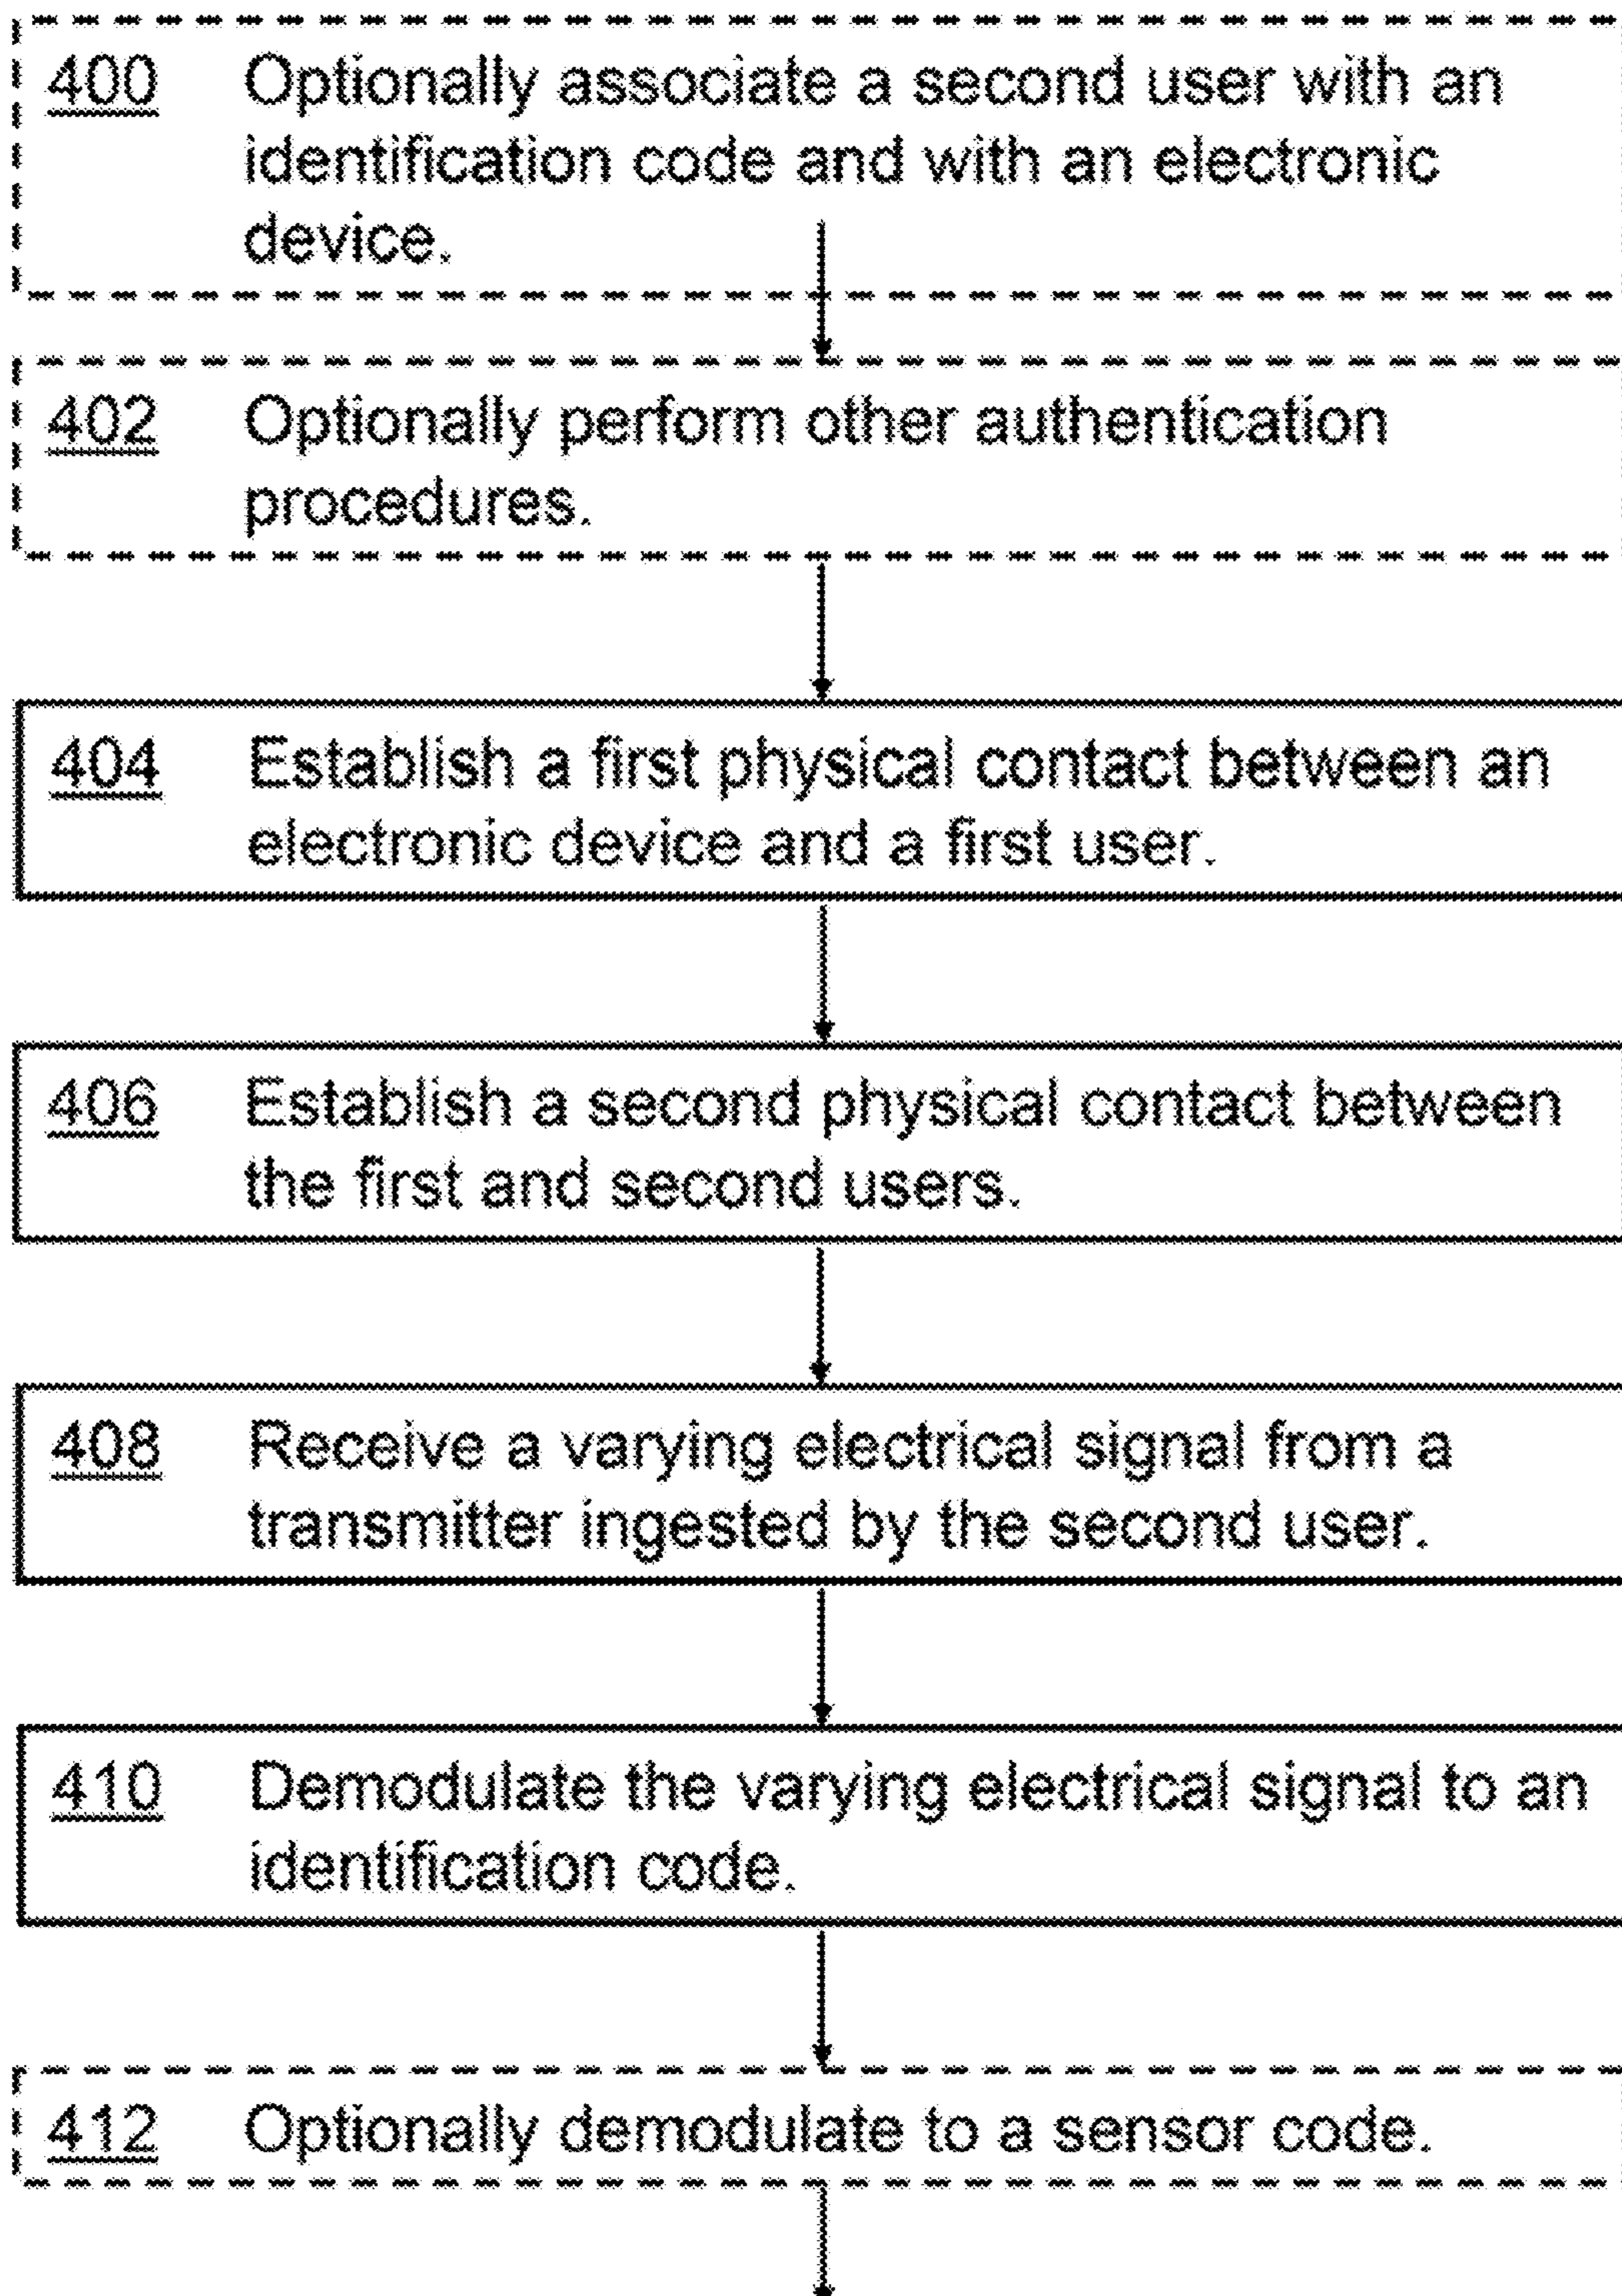 400 Optionally associate a second user with an
identification code and with an electronic
device.
402 Optionally perform other authentication
procedures.
404 Establish a first physical contact between an
electronic device and a first user.
406 Establish a second physical contact between
the first and second users.
408 Receive a varying electrical signal from a
transmitter ingested by the second user.
410 Demodulate the varying electrical signal to an
identification code.
412 Optionally demodulate to a sensor code.